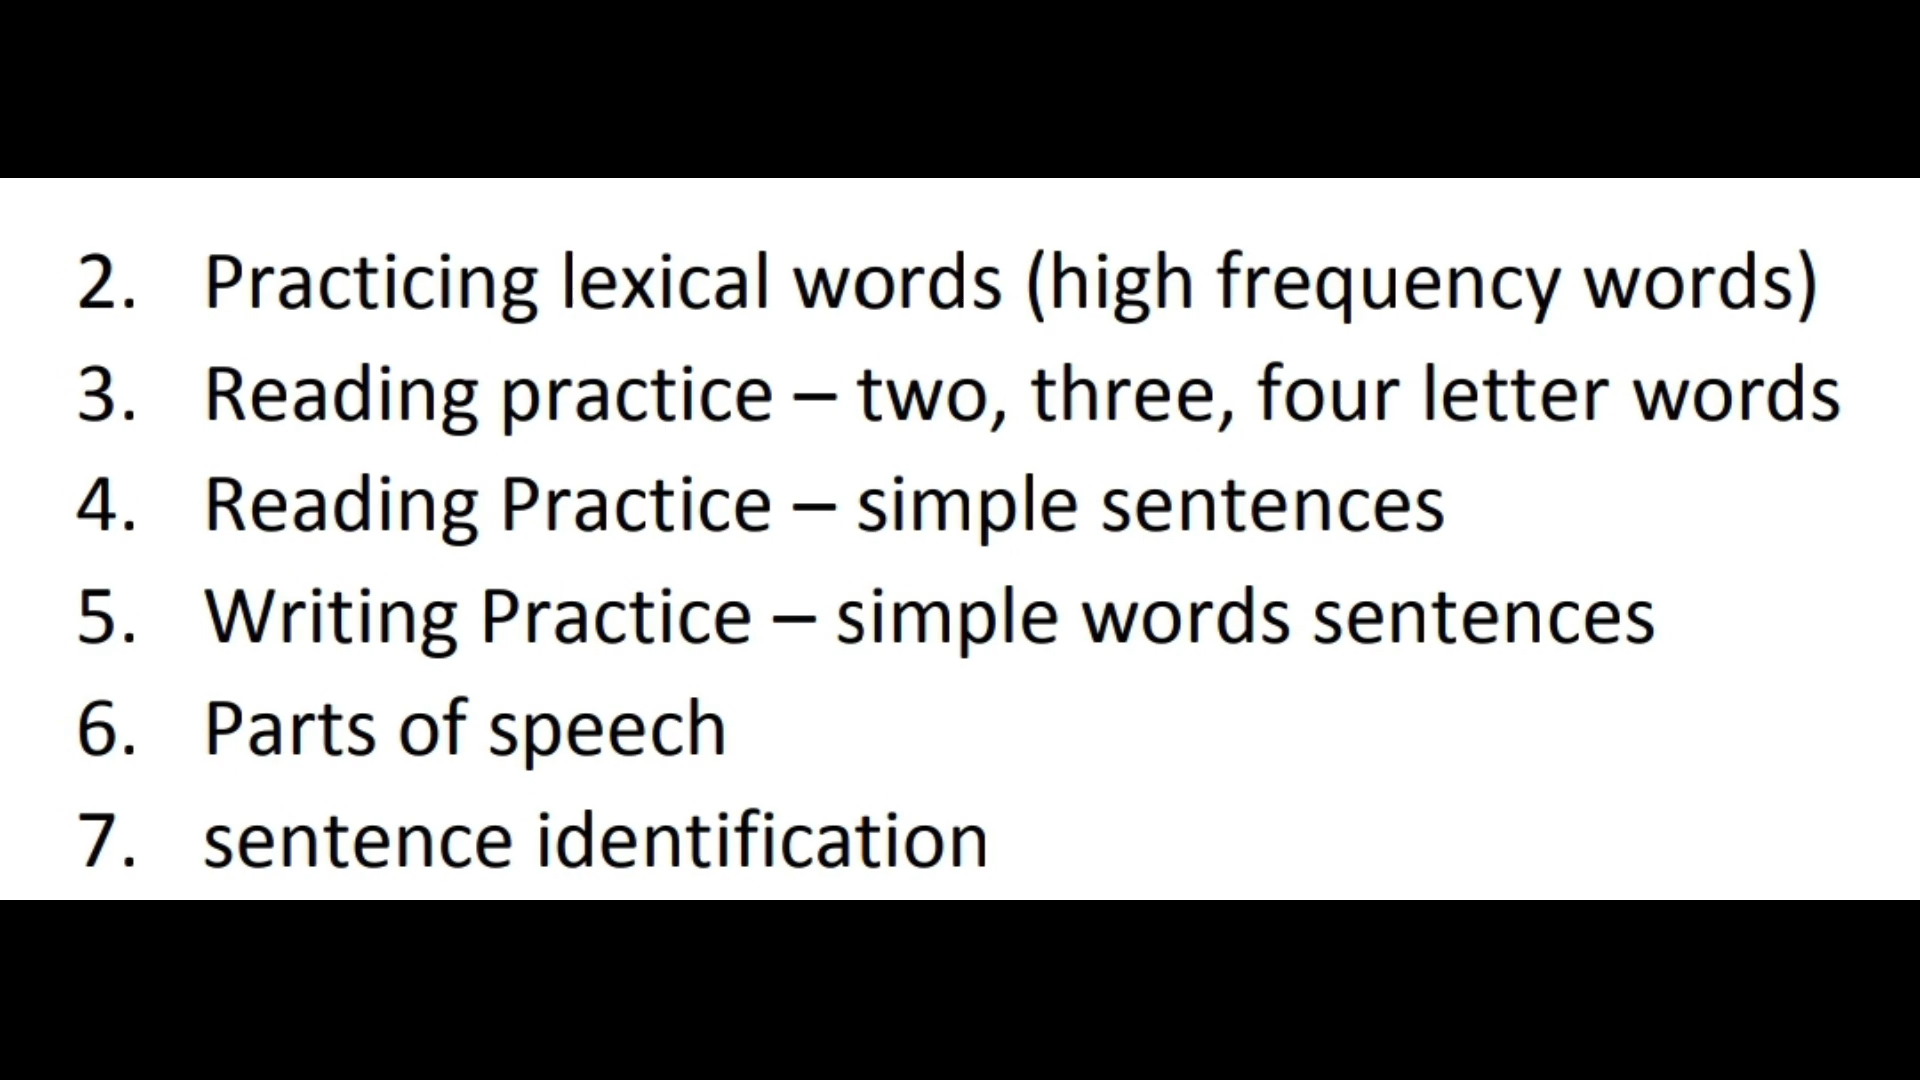 2. Practicing lexical words (high frequency words)
3. Reading practice – two, three, four letter words
4. Reading Practice – simple sentences
5. Writing Practice – simple words sentences
6. Parts of speech
7. sentence identification